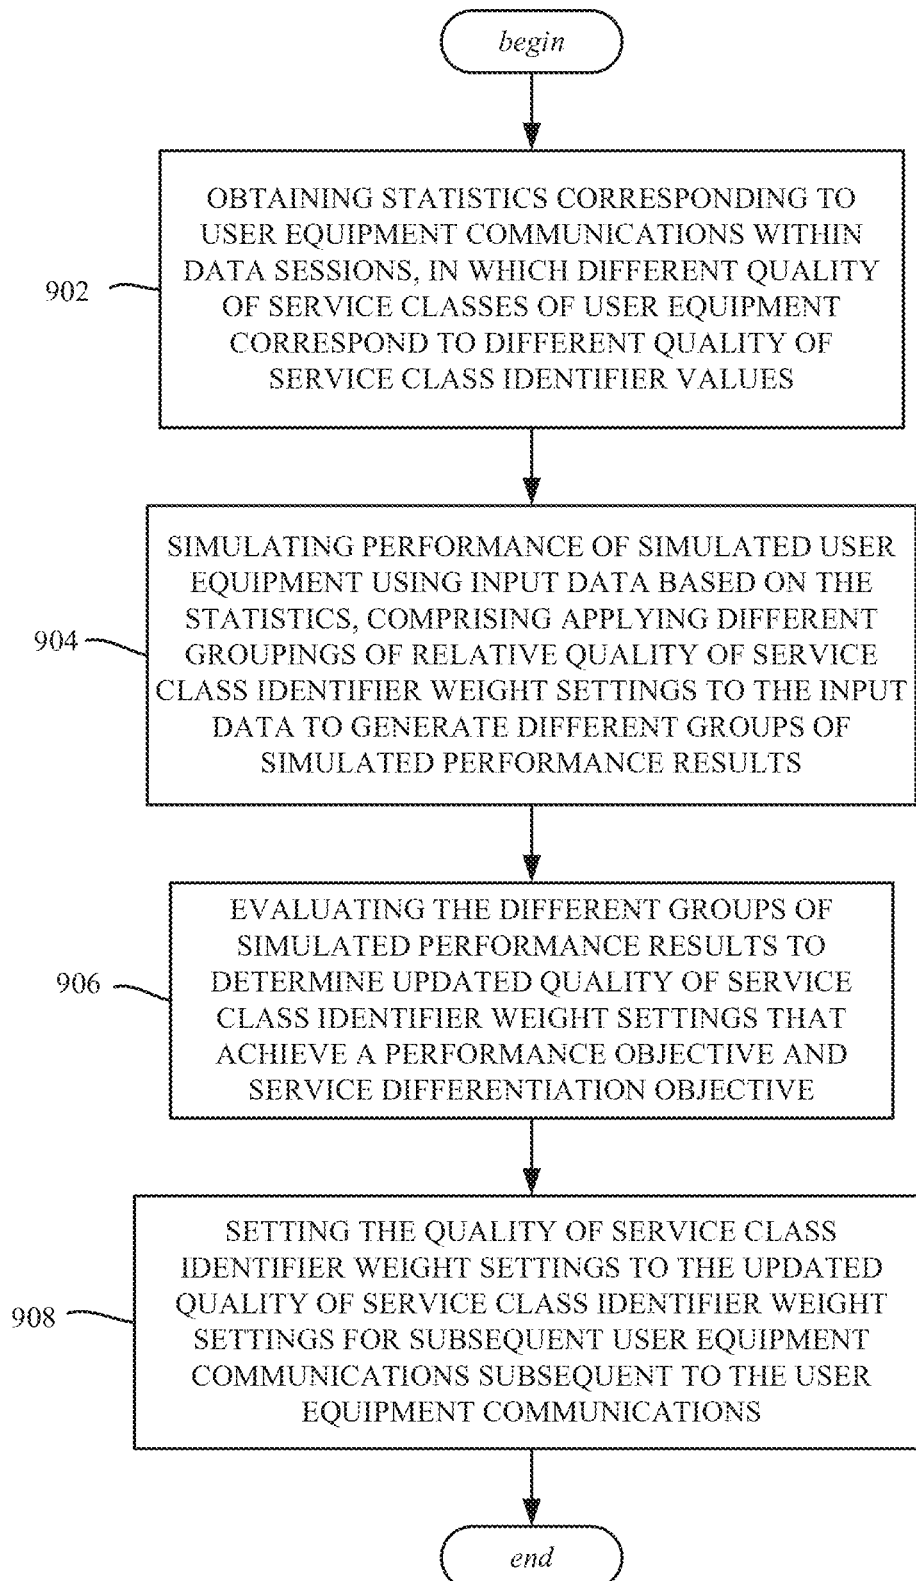 begin
902
OBTAINING STATISTICS CORRESPONDING TO
USER EQUIPMENT COMMUNICATIONS WITHIN
DATA SESSIONS, IN WHICH DIFFERENT QUALITY
OF SERVICE CLASSES OF USER EQUIPMENT
CORRESPOND TO DIFFERENT QUALITY OF
SERVICE CLASS IDENTIFIER VALUES
904
SIMULATING PERFORMANCE OF SIMULATED USER
EQUIPMENT USING INPUT DATA BASED ON THE
STATISTICS, COMPRISING APPLYING DIFFERENT
GROUPINGS OF RELATIVE QUALITY OF SERVICE
CLASS IDENTIFIER WEIGHT SETTINGS TO THE INPUT
DATA TO GENERATE DIFFERENT GROUPS OF
SIMULATED PERFORMANCE RESULTS
906
EVALUATING THE DIFFERENT GROUPS OF
SIMULATED PERFORMANCE RESULTS TO
DETERMINE UPDATED QUALITY OF SERVICE
CLASS IDENTIFIER WEIGHT SETTINGS THAT
ACHIEVE A PERFORMANCE OBJECTIVE AND
SERVICE DIFFERENTIATION OBJECTIVE
908
SETTING THE QUALITY OF SERVICE CLASS
IDENTIFIER WEIGHT SETTINGS TO THE UPDATED
QUALITY OF SERVICE CLASS IDENTIFIER WEIGHT
SETTINGS FOR SUBSEQUENT USER EQUIPMENT
COMMUNICATIONS SUBSEQUENT TO THE USER
EQUIPMENT COMMUNICATIONS
end